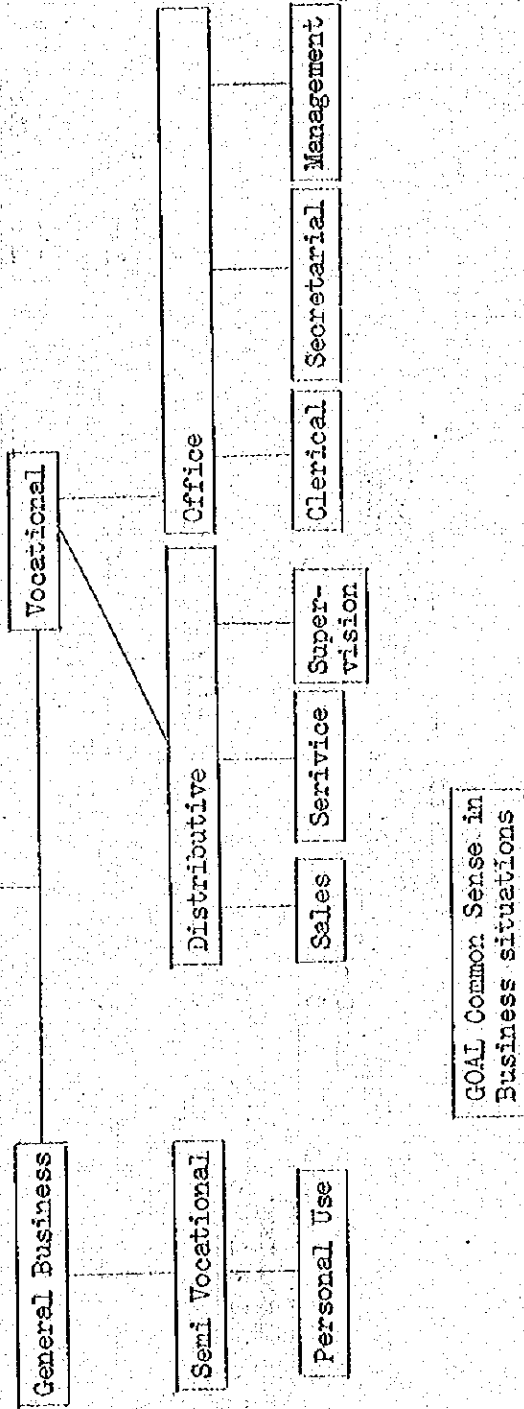 General Business
Vocational
Semi Vocational
Distributive
Office
Personal Use
Sales
Serivice
Super-
vision
Clerical
Secretarial
Management
GOAL Common Sense in
Business situations